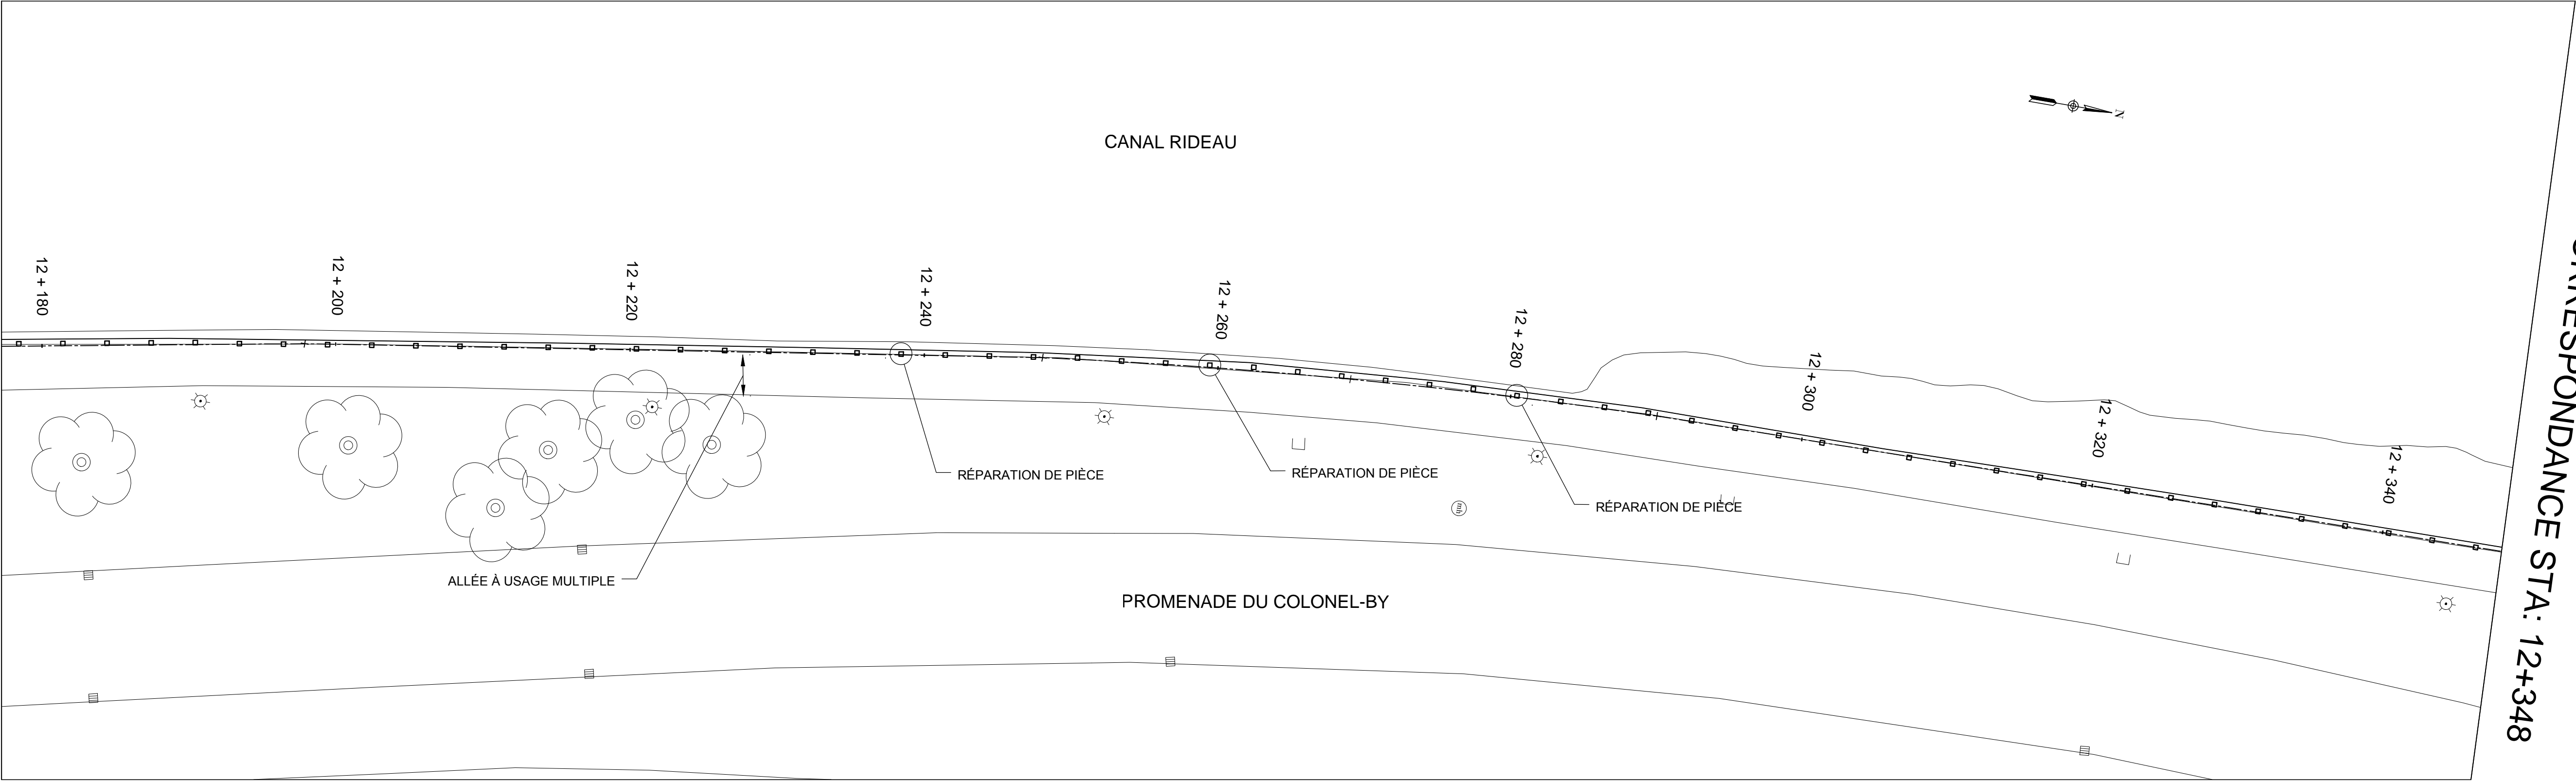 N
CANAL RIDEAU
12 + 180
12 + 200
12 + 220
12 + 240
12 + 260
12 + 280
12 + 300
12 + 320
12 + 340
RÉPARATION DE PIÈCE
RÉPARATION DE PIÈCE
RÉPARATION DE PIÈCE
mh
ALLÉE À USAGE MULTIPLE
PROMENADE DU COLONEL-BY
RRESPONDANCE STA: 12+348